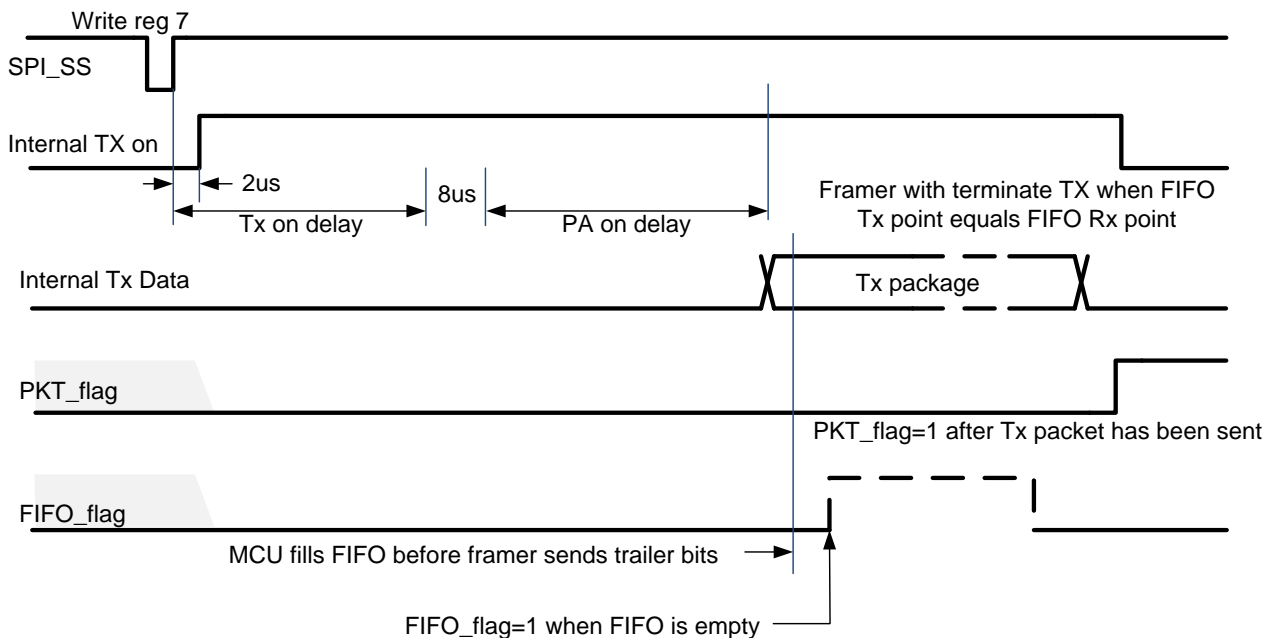 Write reg 7
SPI_SS
Internal TX on
2us
8us
Tx on delay
PA on delay
Framer with terminate TX when FIFO
Tx point equals FIFO Rx point
Internal Tx Data
Tx package
PKT_flag
PKT_flag=1 after Tx packet has been sent
FIFO_flag
MCU fills FIFO before framer sends trailer bits
FIFO_flag=1 when FIFO is empty